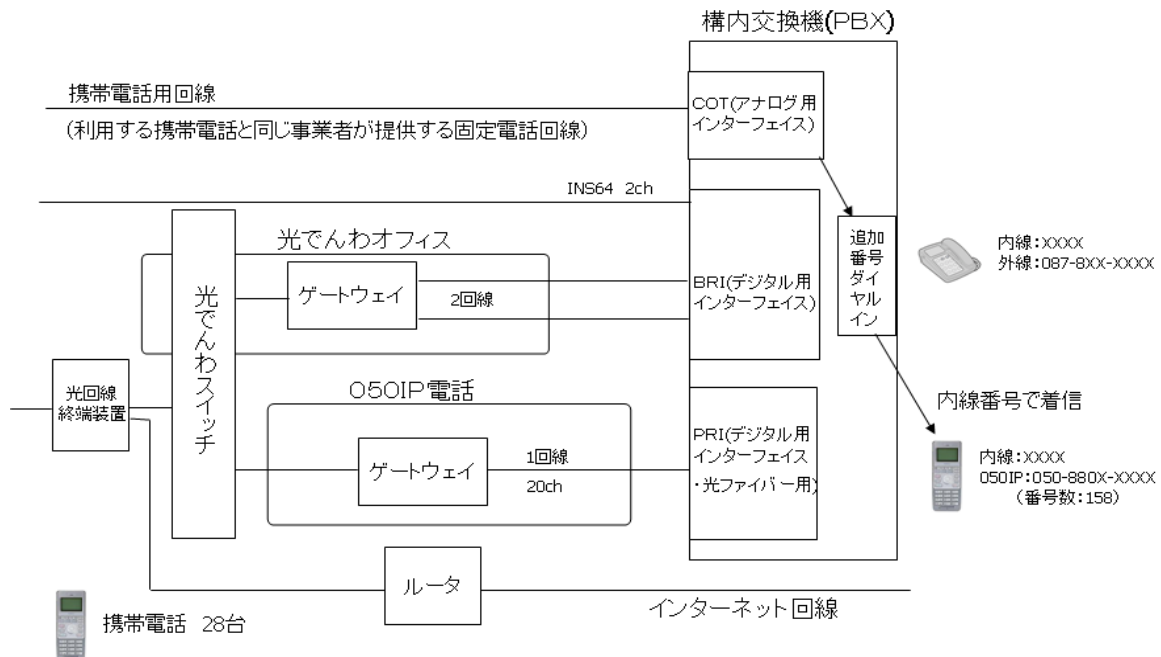 構内交換機(PBX)
携帯電話用回線
(利用する携帯電話と同じ事業者が提供する固定電話回線)
COT(アナログ用
インターフェイス)
INS64 2ch
光でんわオフィス
ゲートウェイ
2回線
BRI(デジタル用
インターフェイス)
追加
番号
ダイ
ヤル
イン
内線:XXXX
外線:087-8XX-XXXX
光でんわスイッチ
光回線
終端装置
050IP電話
ゲートウェイ
1回線
20ch
PRI(デジタル用
インターフェイス
・光ファイバー用)
内線番号で着信
内線:XXXX
050IP:050-880X-XXXX
(番号数:158)
ルータ
インターネット回線
携帯電話 28台